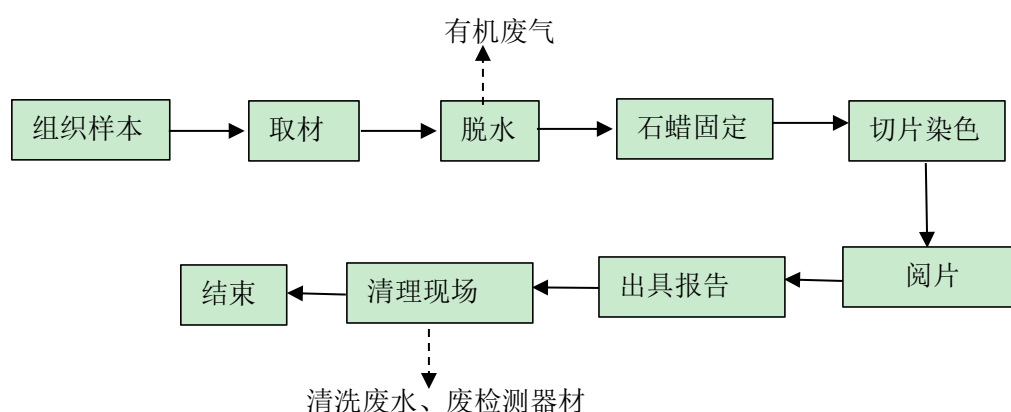 有机废气
组织样本
取材
脱水
石蜡固定
切片染色
阅片
出具报告
清理现场
结束
清洗废水、废检测器材